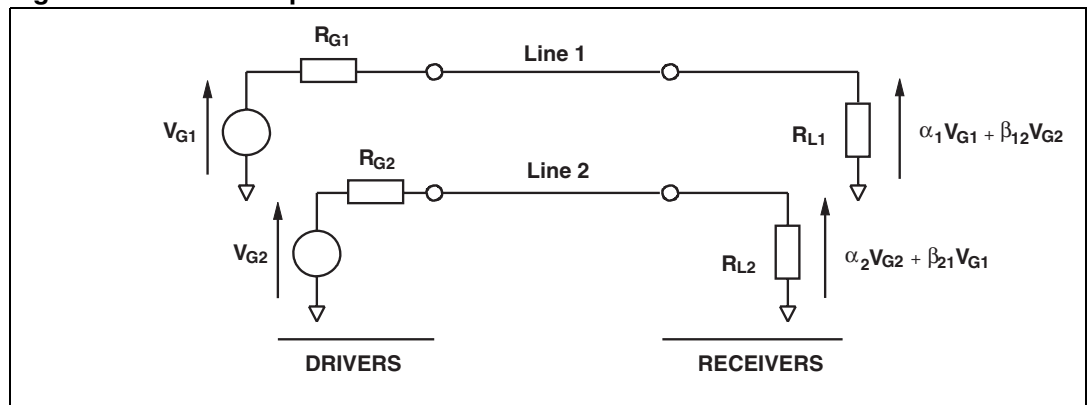 R_G1
Line 1
V_G1
R_L1
α_1V_G1 + β_12V_G2
R_G2
Line 2
V_G2
R_L2
α_2V_G2 + β_21V_G1
DRIVERS
RECEIVERS